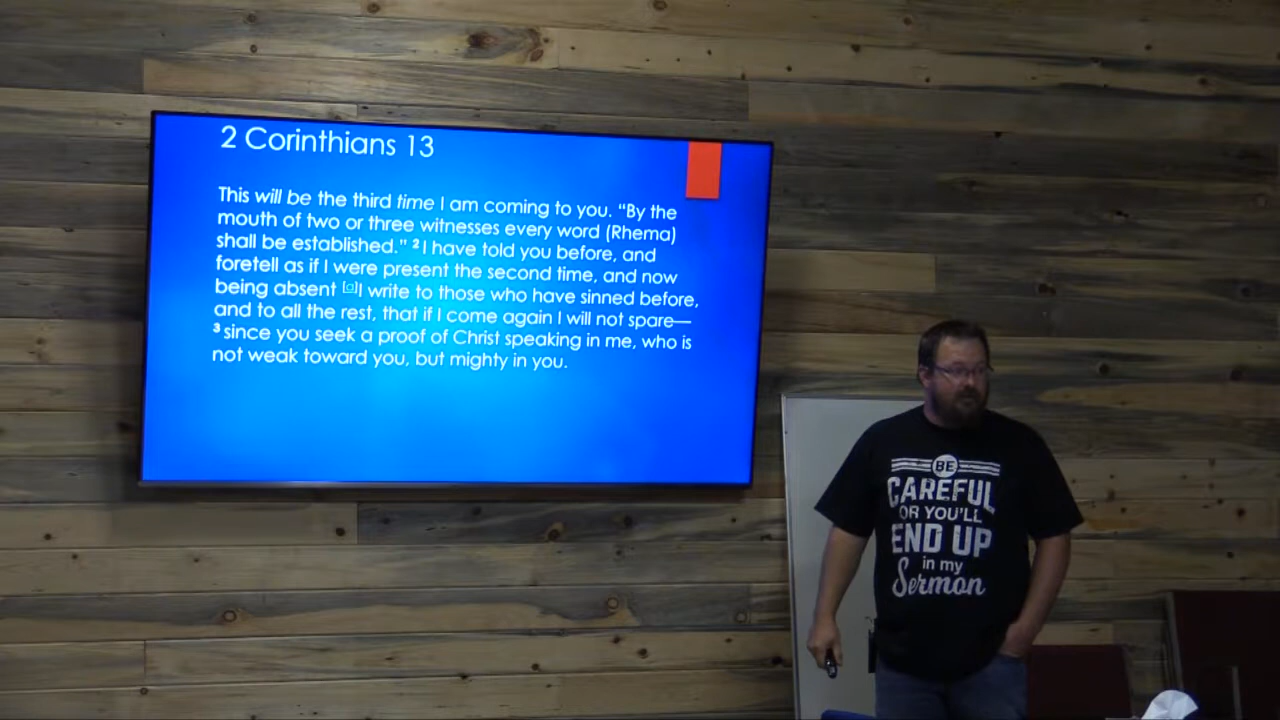 2 Corinthians 13
This will be the third time I am coming to you. “By the
mouth of two or three witnesses every word (Rhema)
shall be established.” 2 I have told you before, and
foretell as if I were present the second time, and now
being absent [a]I write to those who have sinned before,
and to all the rest, that if I come again I will not spare—
3 since you seek a proof of Christ speaking in me, who is
not weak toward you, but mighty in you.
BE
CAREFUL
OR YOU'LL
END UP
in my
Sermon